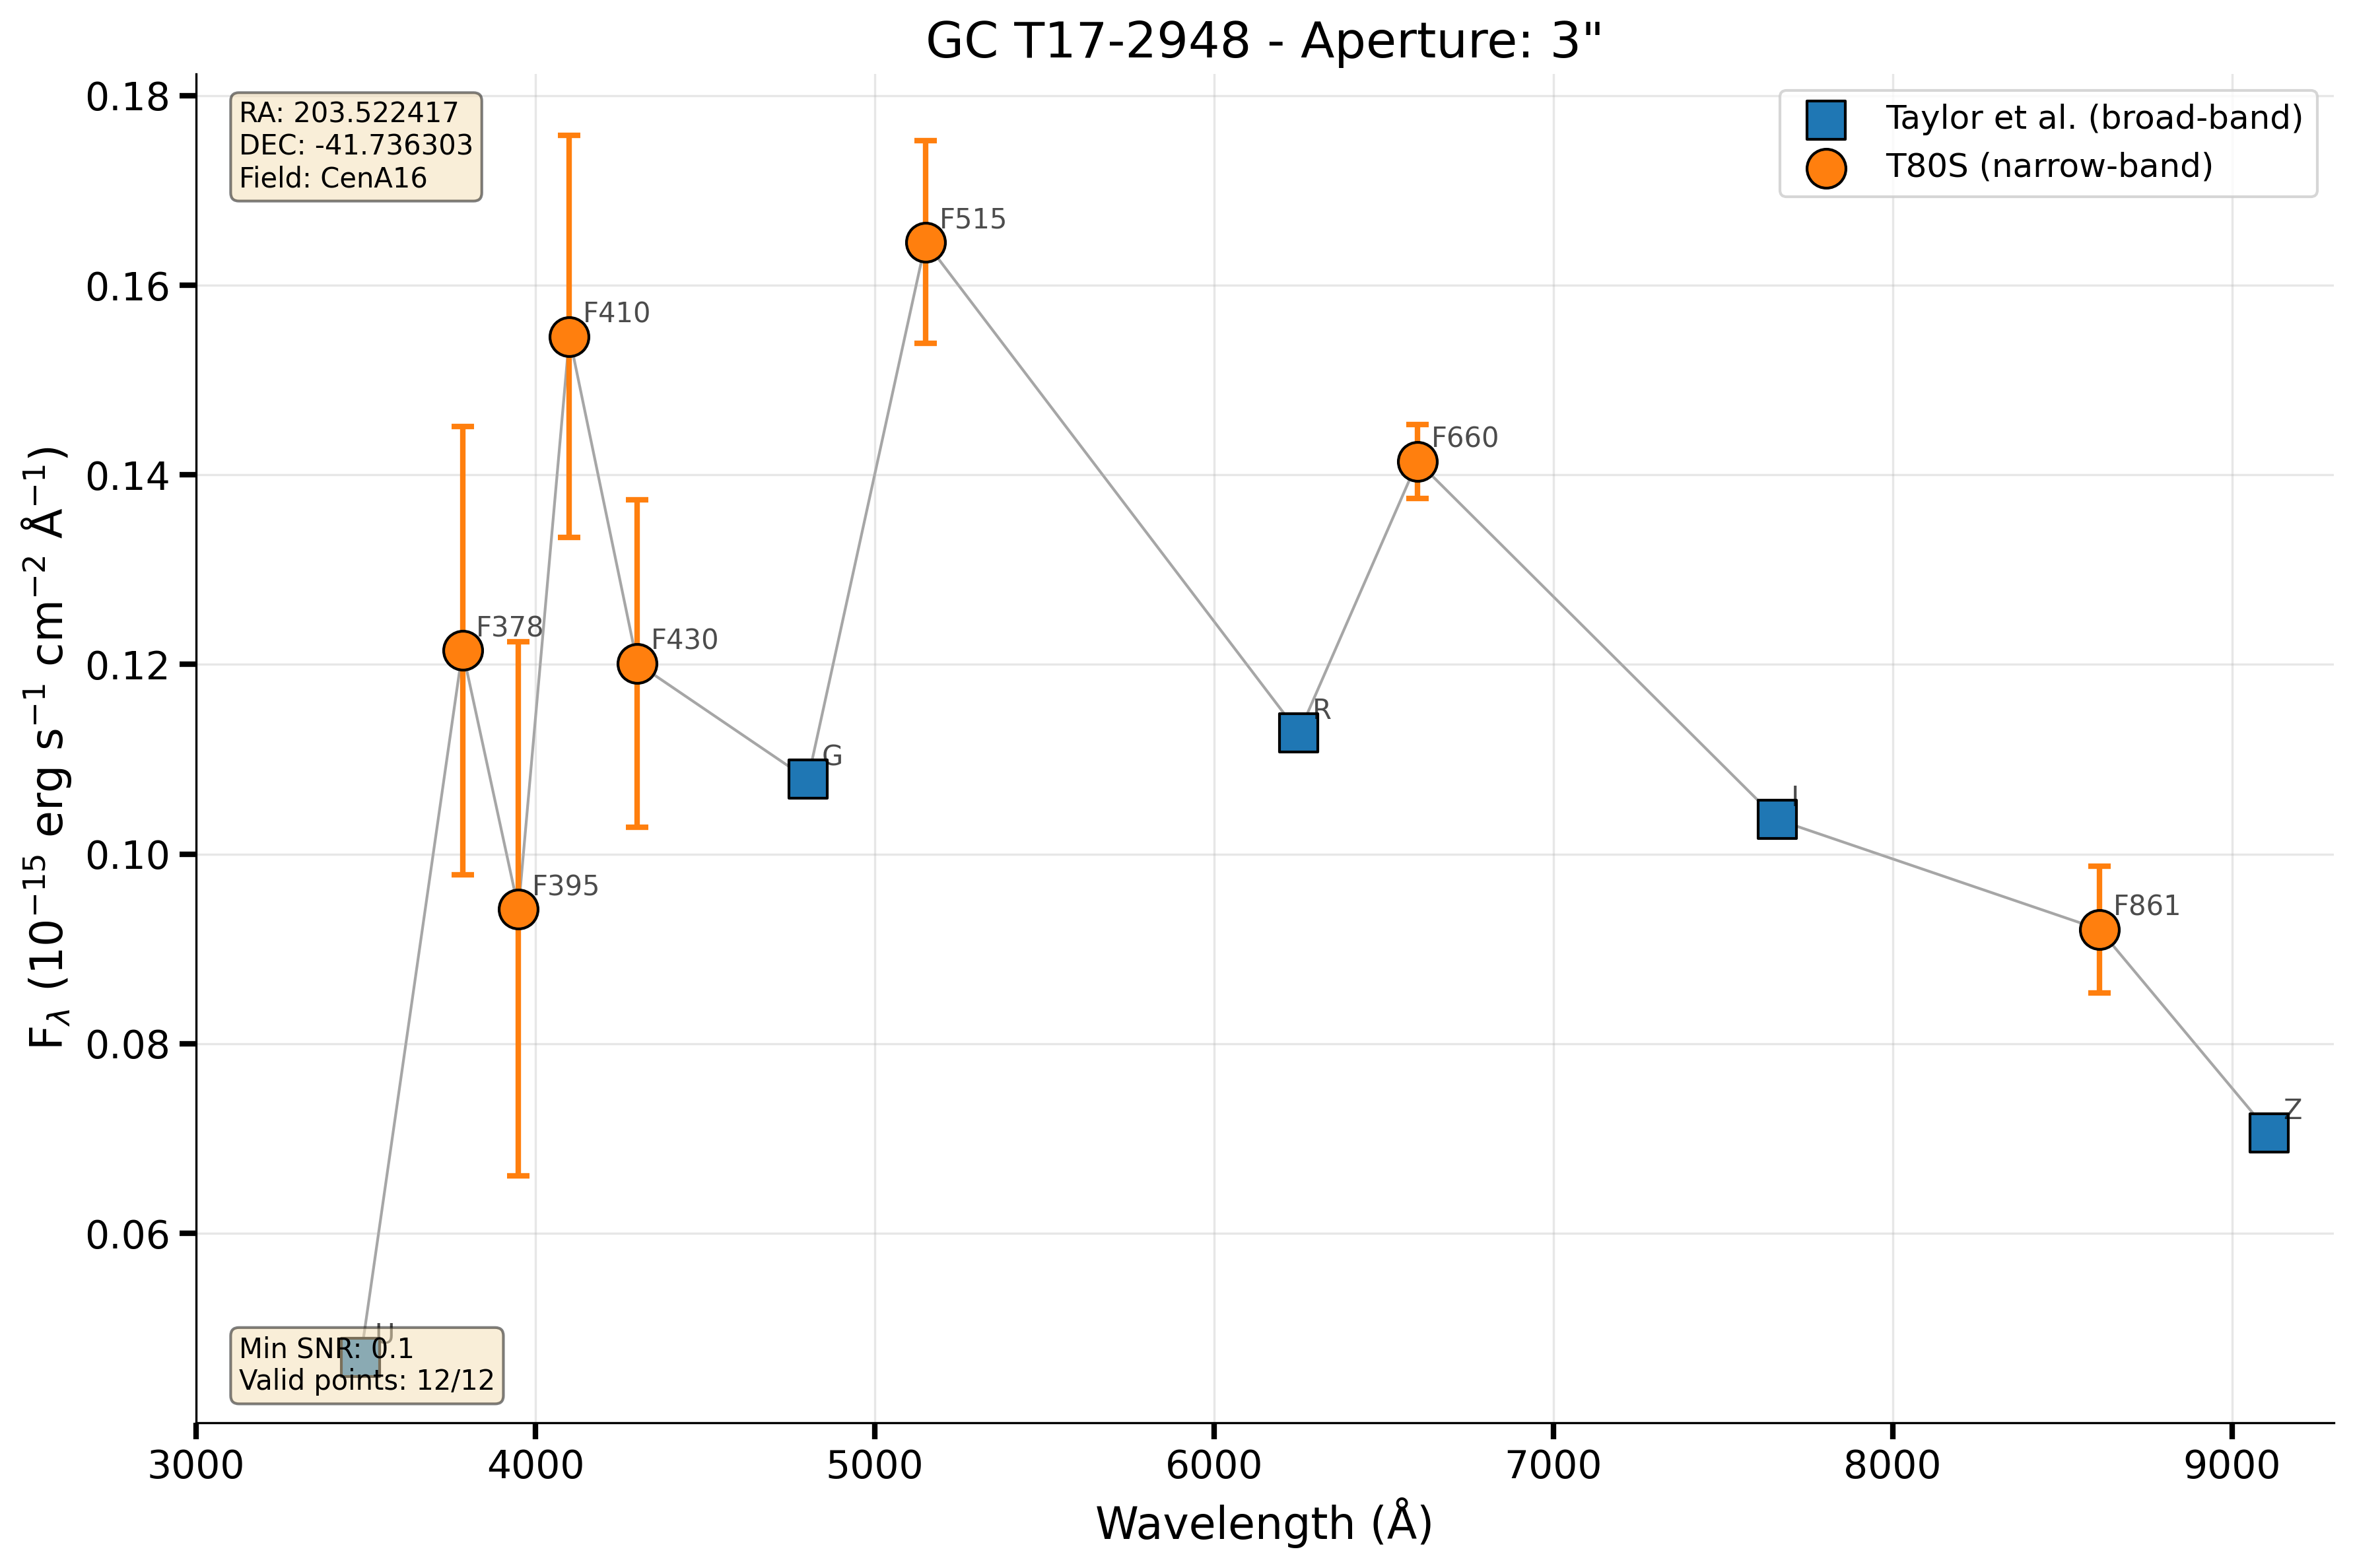 GC T17-2948 - Aperture: 3"
RA: 203.522417
DEC: -41.736303
Field: CenA16
Taylor et al. (broad-band)
T80S (narrow-band)
0.18
0.16
0.14
0.12
0.10
0.08
0.06
F515
F410
F660
F378
F430
R
G
I
F395
F861
Z
U
Min SNR: 0.1
Valid points: 12/12
3000 4000 5000 6000 7000 8000 9000
Wavelength (Å)
Fλ (10⁻¹⁵ erg s⁻¹ cm⁻² Å⁻¹)